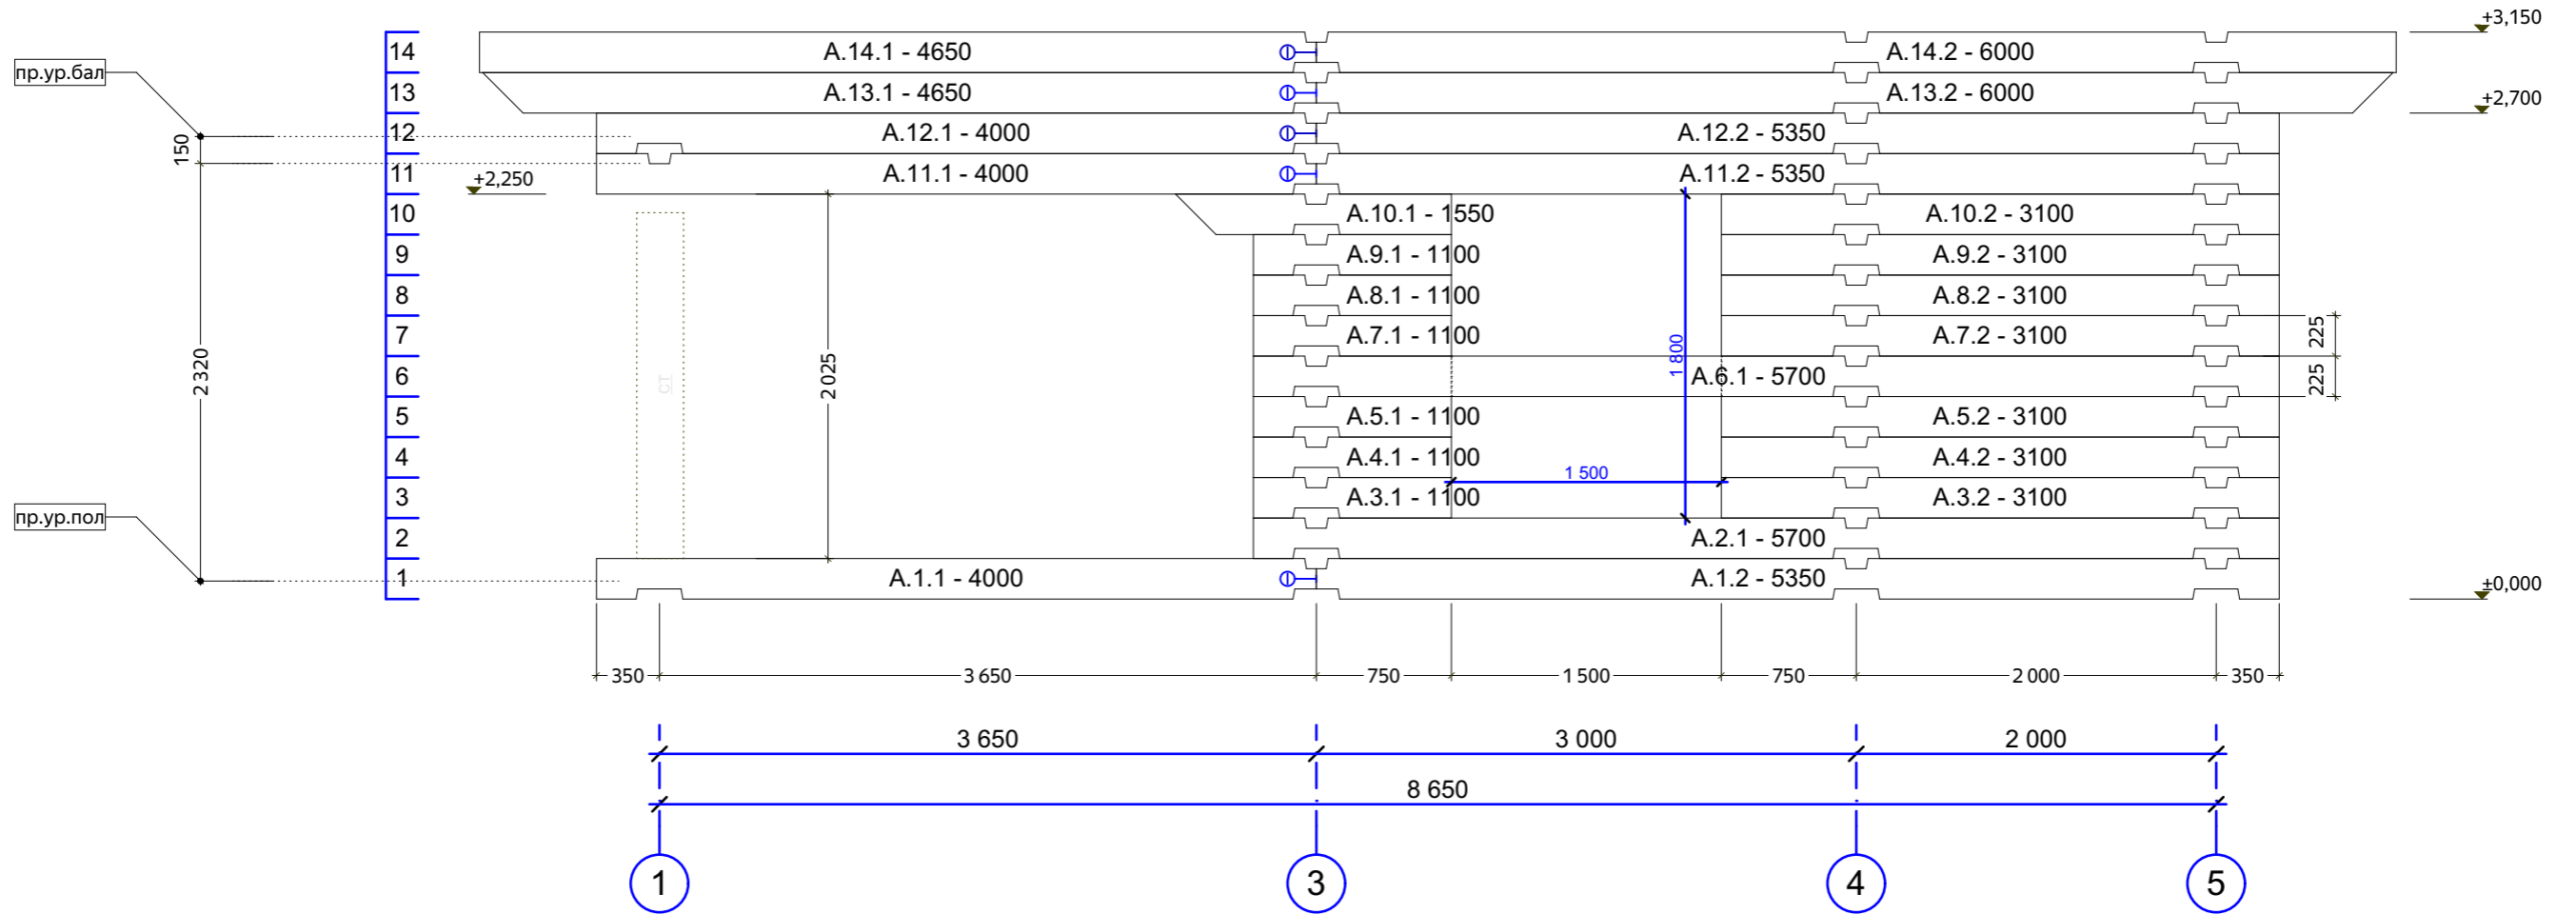 +3,150
14 А.14.1 - 4650 А.14.2 - 6000
пр.ур.бал
13 А.13.1 - 4650 А.13.2 - 6000
+2,700
12 А.12.1 - 4000 А.12.2 - 5350
150
11 А.11.1 - 4000 А.11.2 - 5350
+2,250
10 А.10.1 - 1550 А.10.2 - 3100
9 А.9.1 - 1100 А.9.2 - 3100
8 А.8.1 - 1100 А.8.2 - 3100
7 А.7.1 - 1100 А.7.2 - 3100
225
1 800
2 320
2 025
СТ
6 А.6.1 - 5700
225
5 А.5.1 - 1100 А.5.2 - 3100
4 А.4.1 - 1100 А.4.2 - 3100
1 500
3 А.3.1 - 1100 А.3.2 - 3100
пр.ур.пол
2 А.2.1 - 5700
1 А.1.1 - 4000 А.1.2 - 5350
±0,000
350 3 650 750 1 500 750 2 000 350
3 650 3 000 2 000
8 650
1 3 4 5